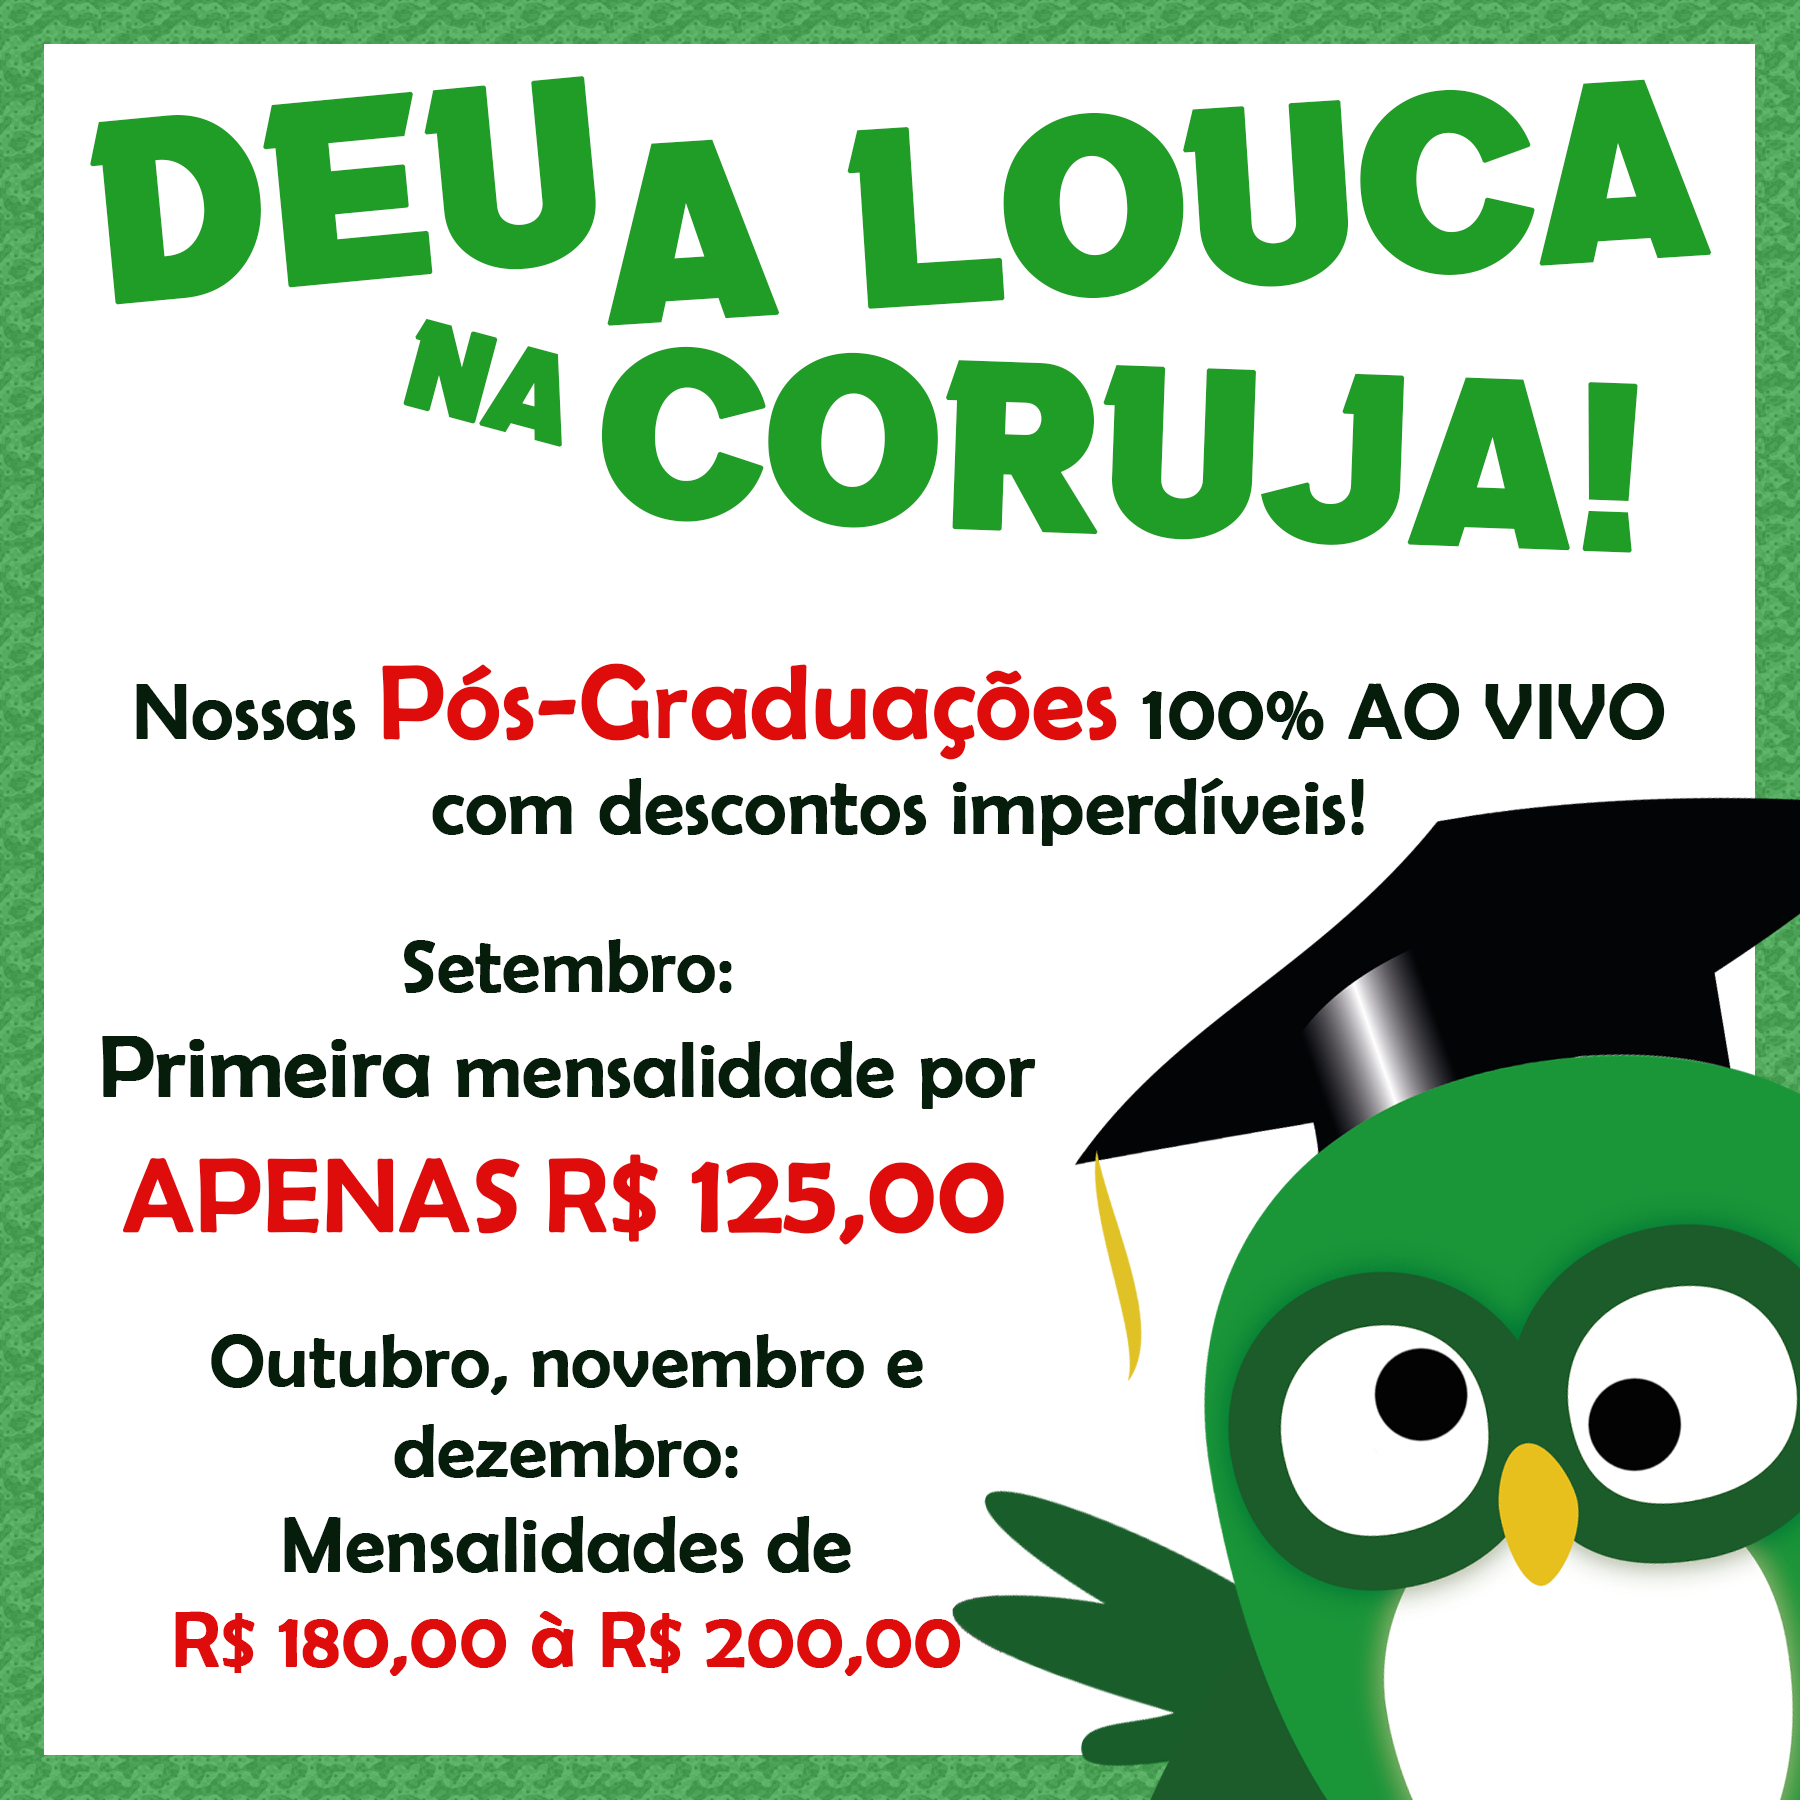 DEU A LOUCA
NA CORUJA!
Nossas Pós-Graduações 100% AO VIVO
com descontos imperdíveis!
Setembro:
Primeira mensalidade por
APENAS R$ 125,00
Outubro, novembro e
dezembro:
Mensalidades de
R$ 180,00 à R$ 200,00